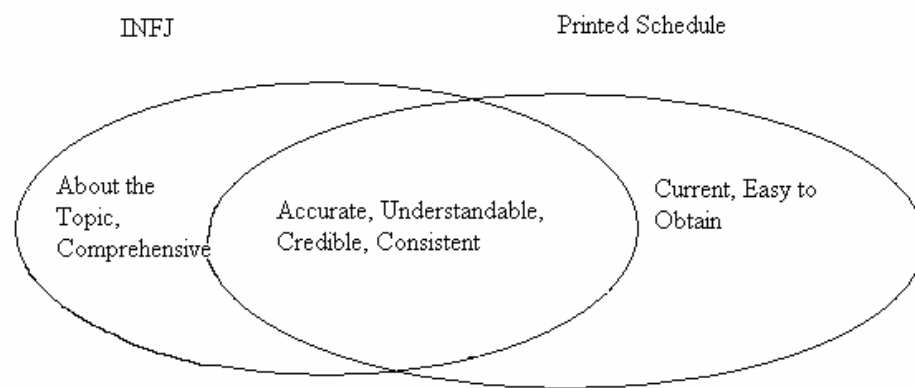 INFJ
Printed Schedule
About the
Topic,
Comprehensive
Accurate, Understandable,
Credible, Consistent
Current, Easy to
Obtain